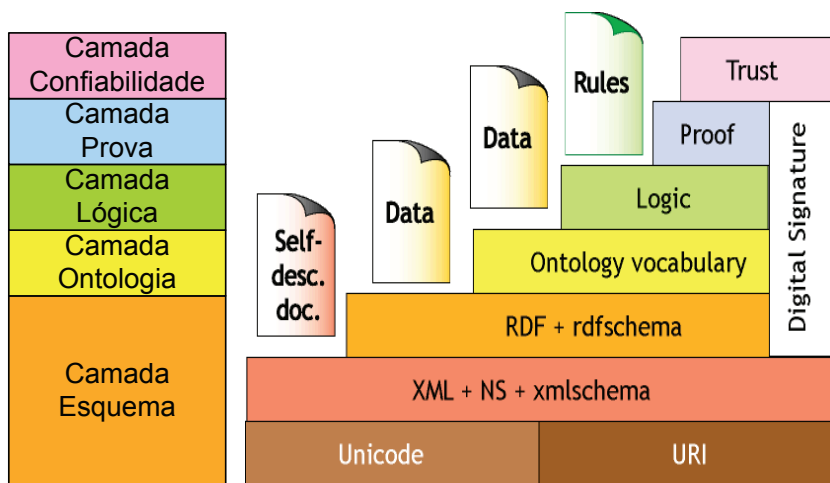 Camada
Confiabilidade
Camada
Prova
Camada
Lógica
Camada
Ontologia
Camada
Esquema
Self-
desc.
doc.
Data
Data
Rules
Trust
Proof
Logic
Ontology vocabulary
RDF + rdfschema
XML + NS + xmlschema
Unicode
URI
Digital Signature